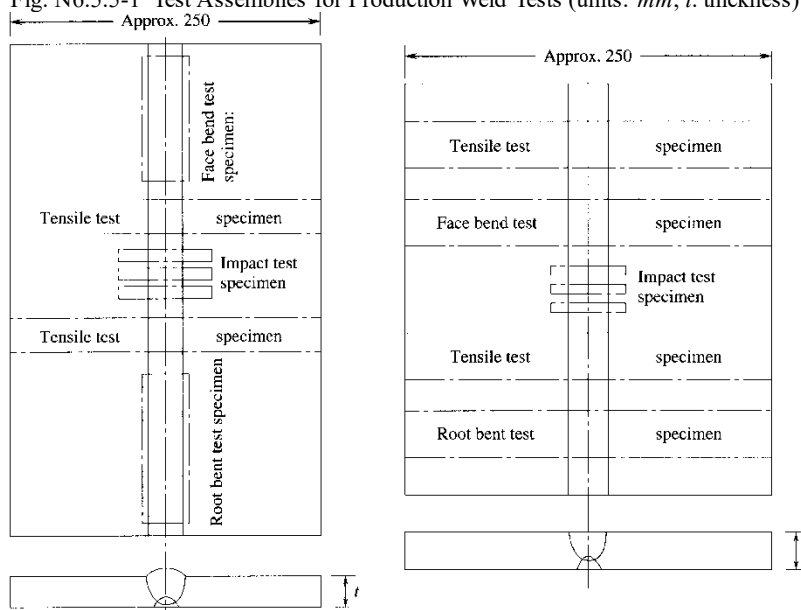 Fig. N6.5.5-1 Test Assemblies for Production Weld Tests (units: mm, t: thickness)
Approx. 250
Face bend test
specimen:
Tensile test specimen
Impact test
specimen
Tensile test specimen
Root bent test specimen
t
Approx. 250
Tensile test specimen
Face bend test specimen
Impact test
specimen
Tensile test specimen
Root bent test specimen